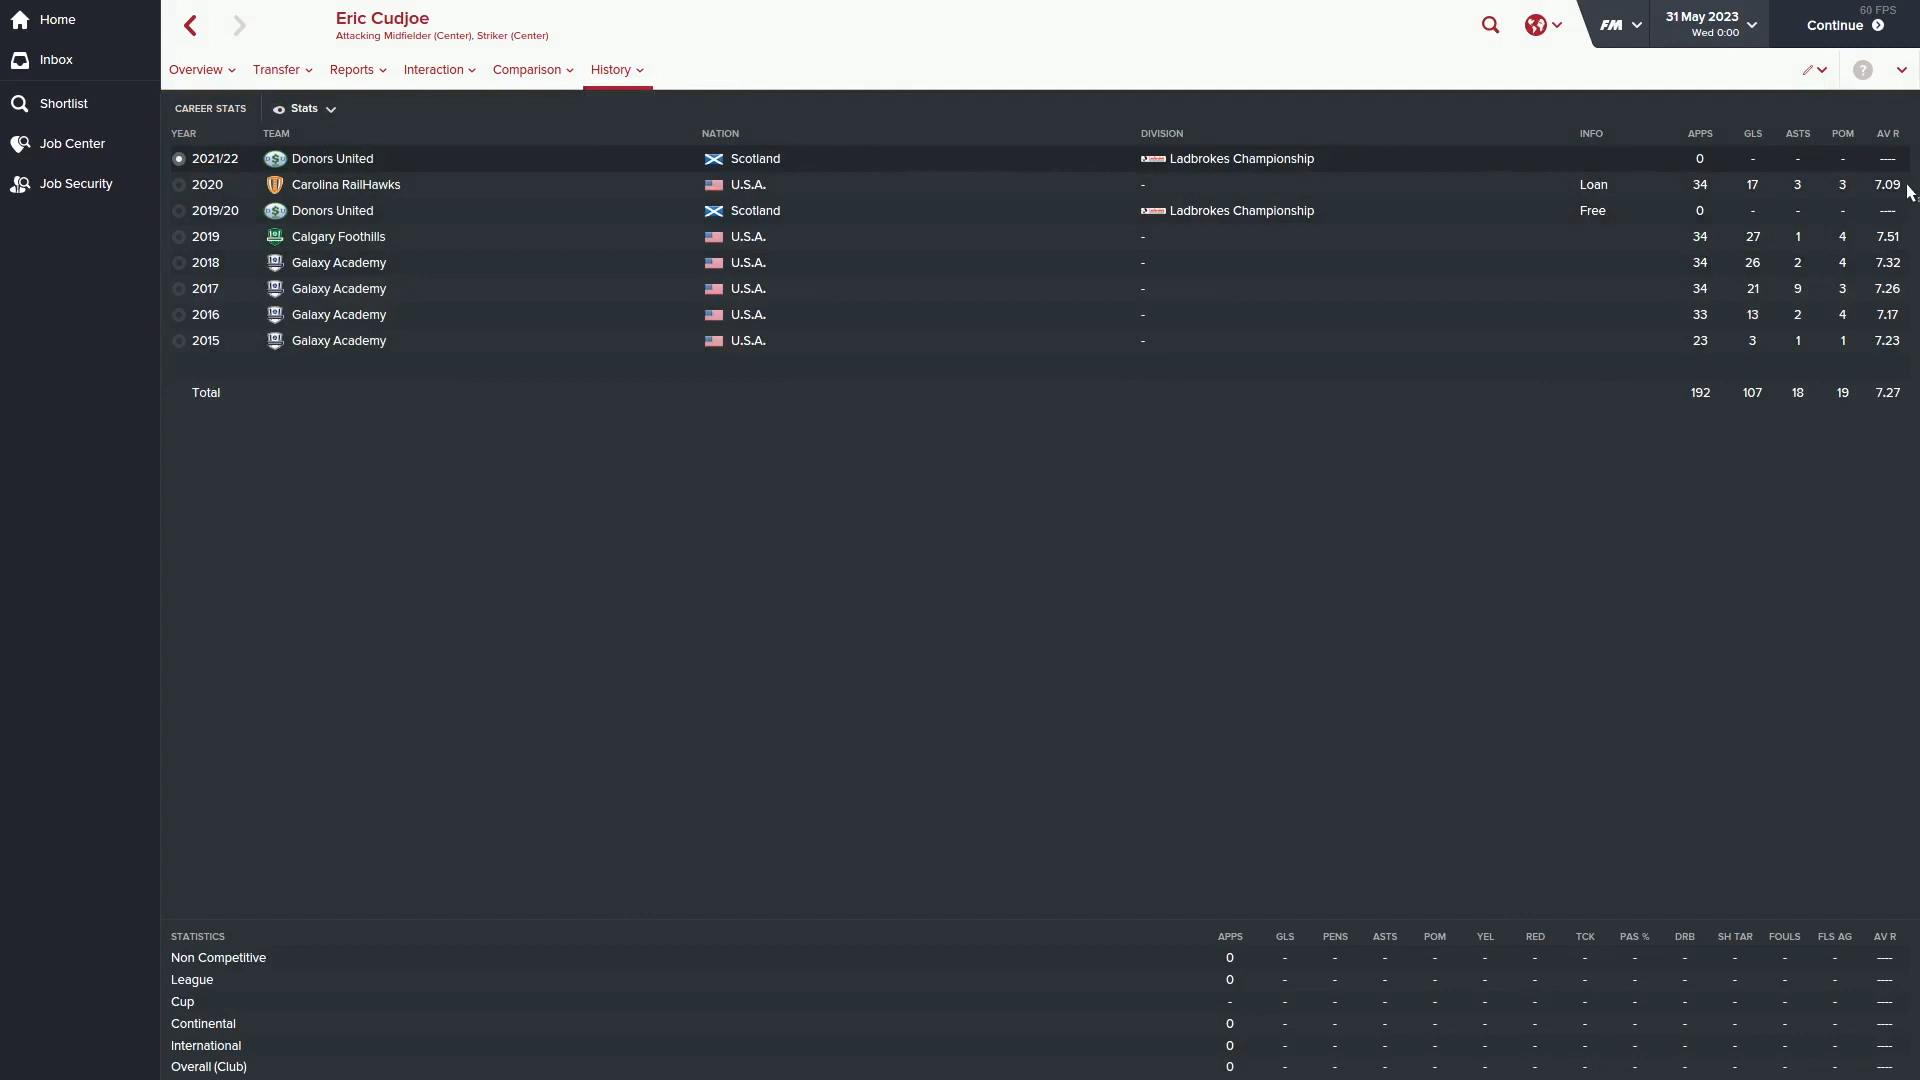 Home
Inbox
Shortlist
Job Center
Job Security
Eric Cudjoe
Attacking Midfielder (Center), Striker (Center)
FM
31 May 2023
Wed 0:00
60 FPS
Continue
Overview Transfer Reports Interaction Comparison History
?
CAREER STATS Stats
YEAR TEAM NATION DIVISION INFO APPS GLS ASTS POM AV R
2021/22 Donors United Scotland Ladbrokes Championship 0 - - - ----
2020 Carolina RailHawks U.S.A. - Loan 34 17 3 3 7.09
2019/20 Donors United Scotland Ladbrokes Championship Free 0 - - - ----
2019 Calgary Foothills U.S.A. - 34 27 1 4 7.51
2018 Galaxy Academy U.S.A. - 34 26 2 4 7.32
2017 Galaxy Academy U.S.A. - 34 21 9 3 7.26
2016 Galaxy Academy U.S.A. - 33 13 2 4 7.17
2015 Galaxy Academy U.S.A. - 23 3 1 1 7.23
Total 192 107 18 19 7.27
STATISTICS APPS GLS PENS ASTS POM YEL RED TCK PAS % DRB SH TAR FOULS FLS AG AV R
Non Competitive 0 - - - - - - - - - - - - ----
League 0 - - - - - - - - - - - - ----
Cup - - - - - - - - - - - - - ----
Continental 0 - - - - - - - - - - - - ----
International 0 - - - - - - - - - - - - ----
Overall (Club) 0 - - - - - - - - - - - - ----